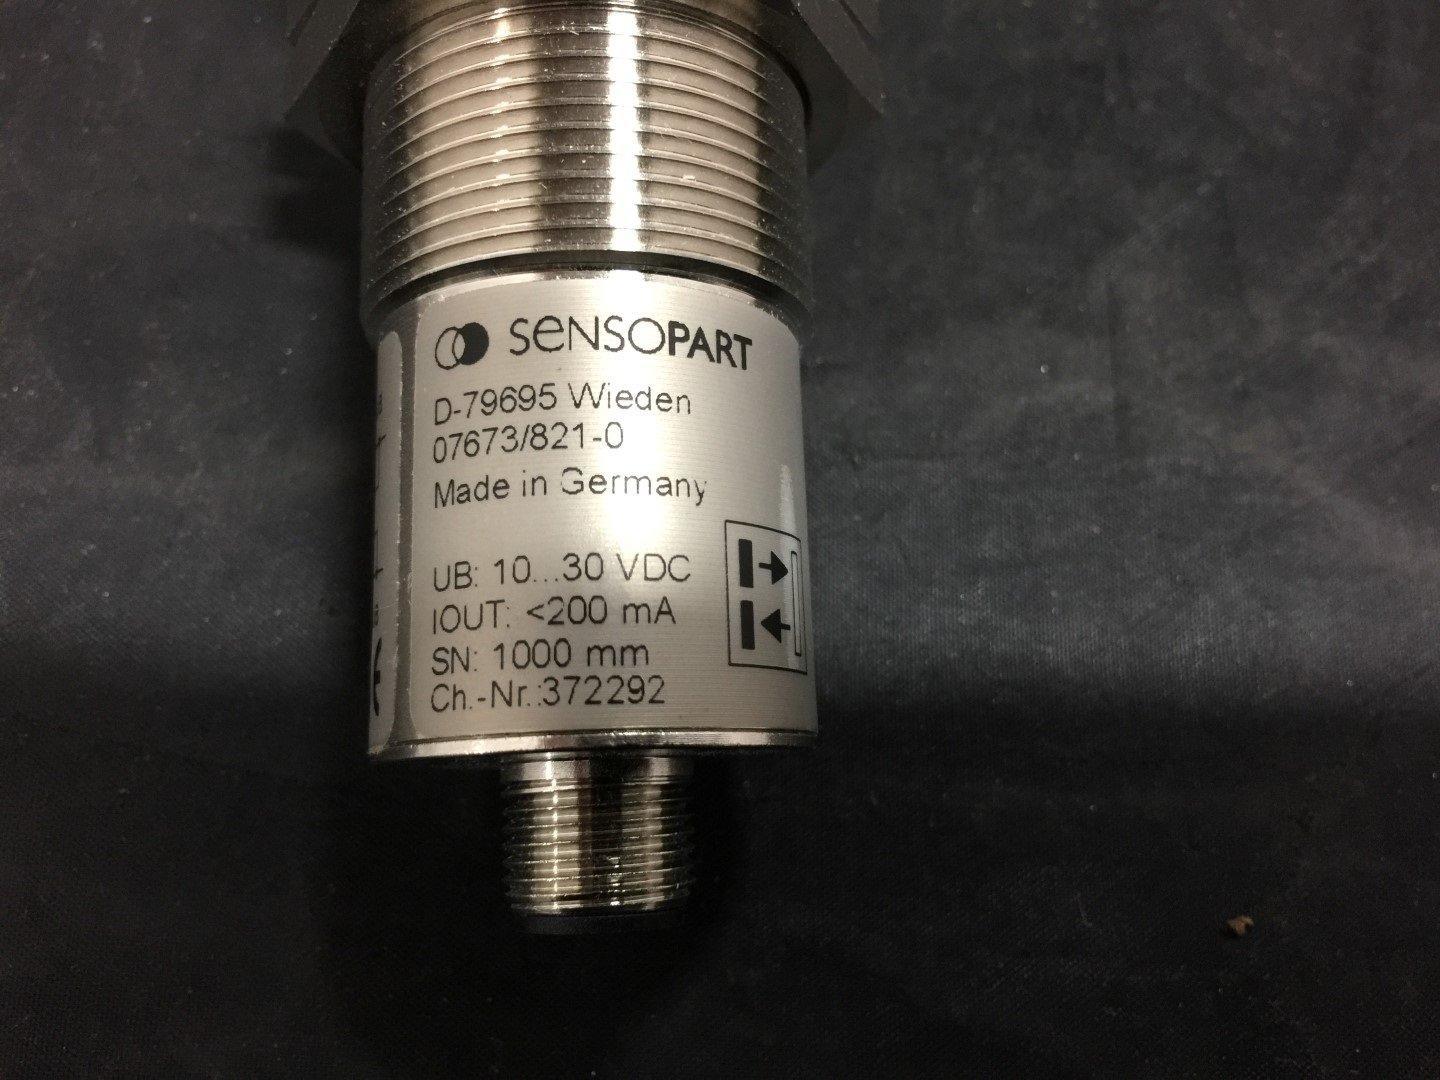 SENSOPART
D-79695 Wieden
07673/821-0
Made in Germany
UB: 10...30 VDC
IOUT: <200 mA
SN: 1000 mm
Ch.-Nr.:372292